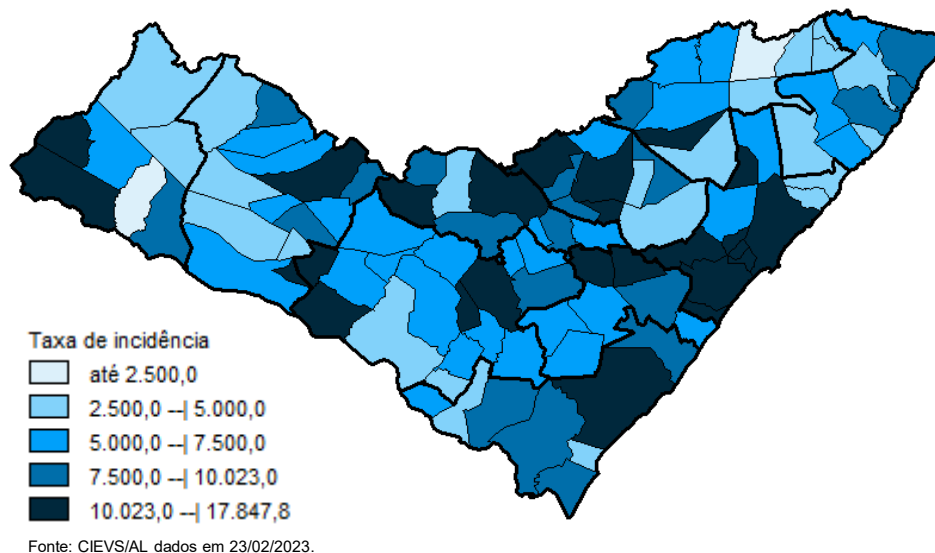 Taxa de incidência
até 2.500,0
2.500,0 --| 5.000,0
5.000,0 --| 7.500,0
7.500,0 --| 10.023,0
10.023,0 --| 17.847,8
Fonte: CIEVS/AL dados em 23/02/2023.